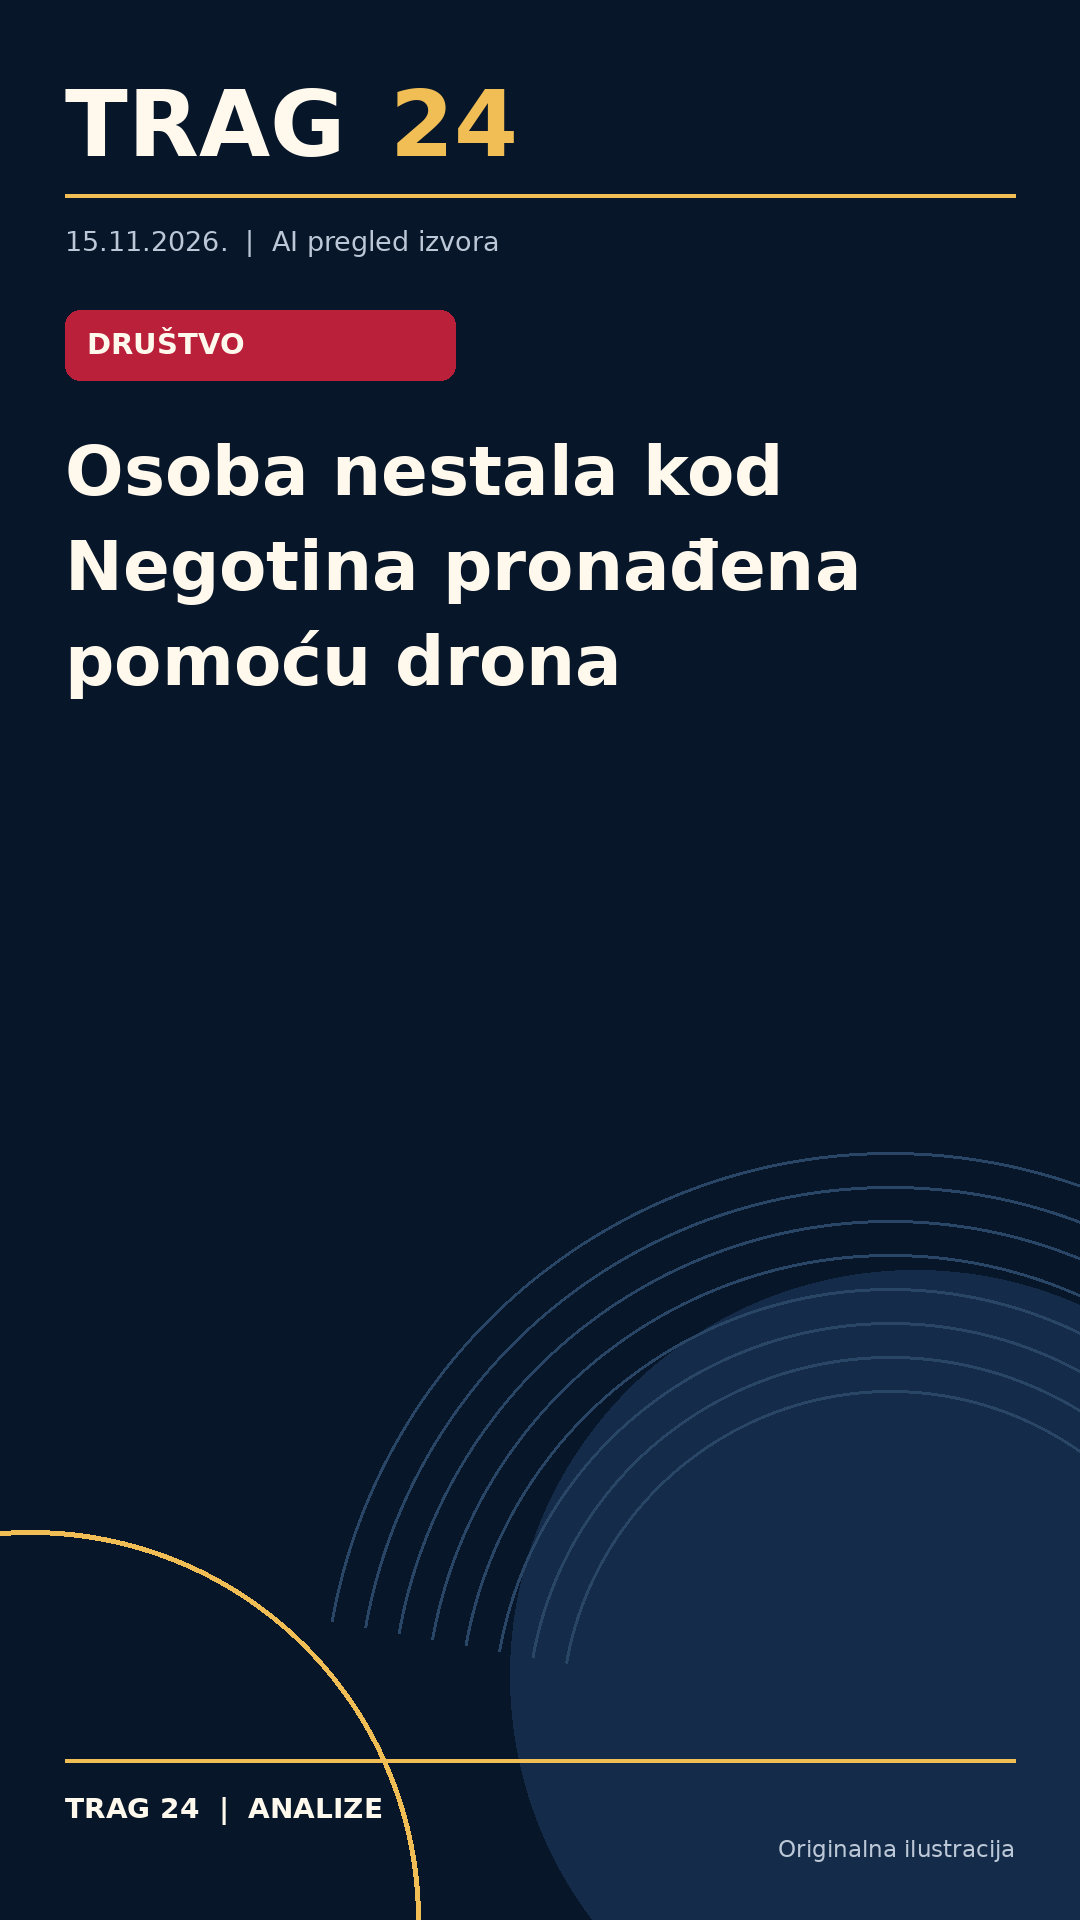 TRAG 24
15.11.2026. | AI pregled izvora
DRUŠTVO
Osoba nestala kod
Negotina pronađena
pomoću drona
TRAG 24 | ANALIZE
Originalna ilustracija